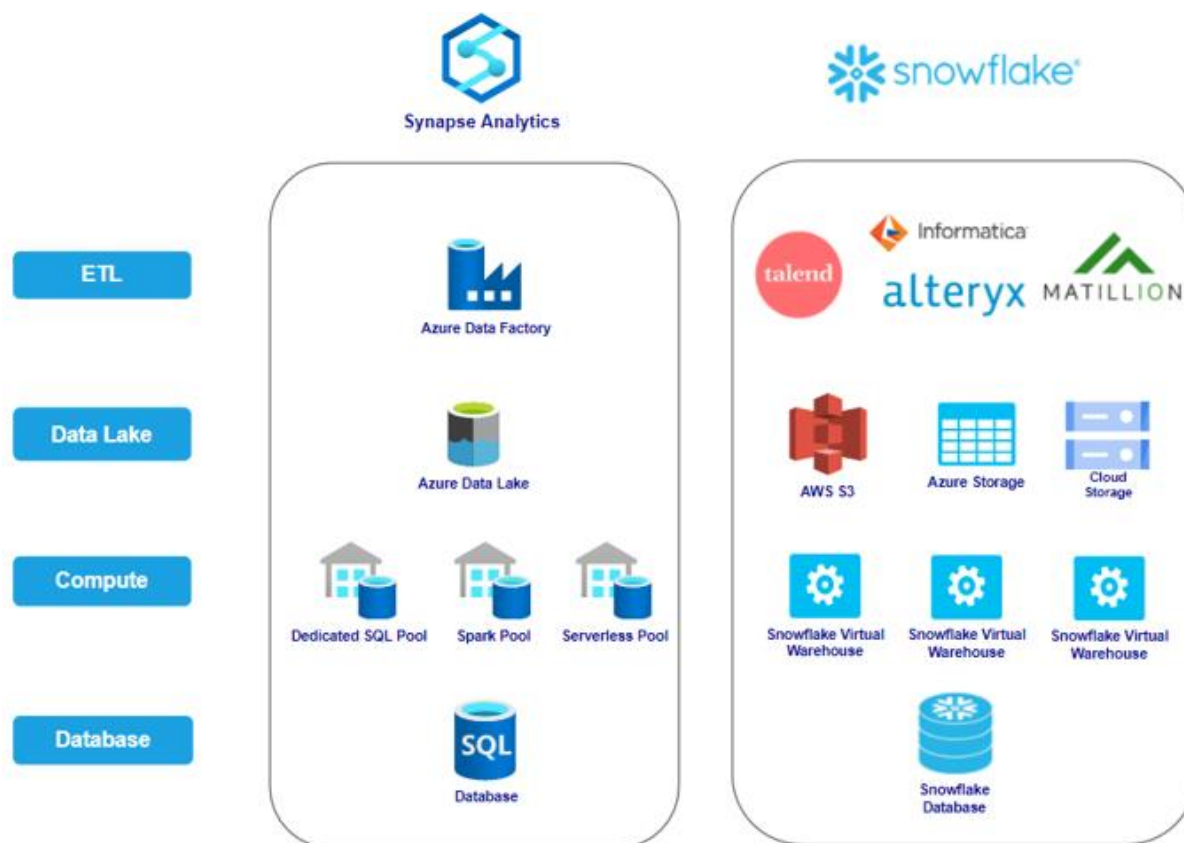 Synapse Analytics
snowflake®
ETL
Azure Data Factory
talend
Informatica
alteryx
MATILLION
Data Lake
Azure Data Lake
AWS S3
Azure Storage
Cloud
Storage
Compute
Dedicated SQL Pool
Spark Pool
Serverless Pool
Snowflake Virtual
Warehouse
Snowflake Virtual
Warehouse
Snowflake Virtual
Warehouse
Database
SQL
Database
Snowflake
Database